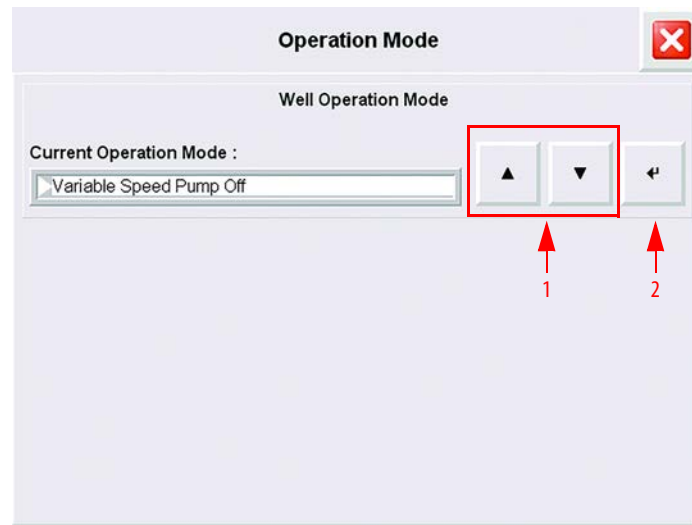 Operation Mode
Well Operation Mode
Current Operation Mode :
Variable Speed Pump Off
1
2